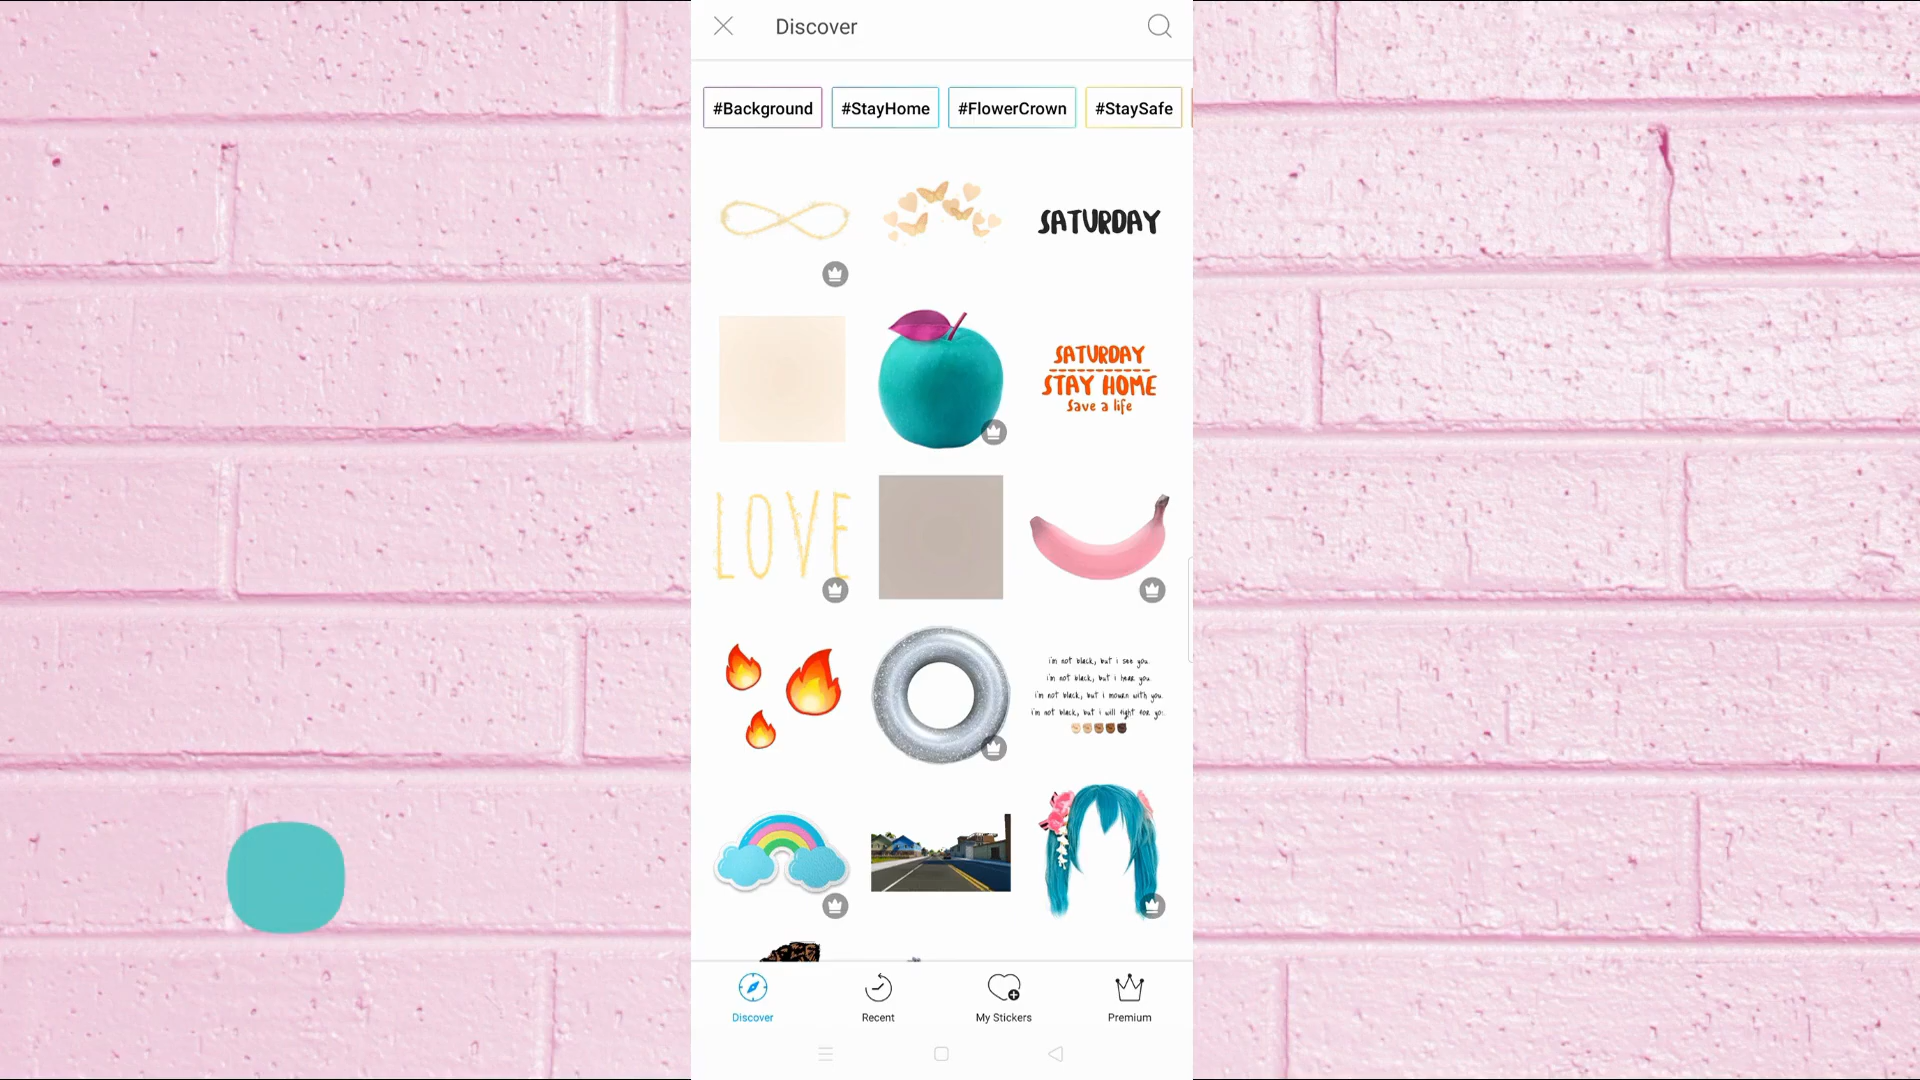 Discover
#Background
#StayHome
#FlowerCrown
#StaySafe
SATURDAY
SATURDAY
STAY HOME
Save a life
LOVE
i'm not black, but i see you.
i'm not black, but i hear you.
i'm not black, but i mourn with you.
i'm not black, but i will fight for you.
Discover
Recent
My Stickers
Premium